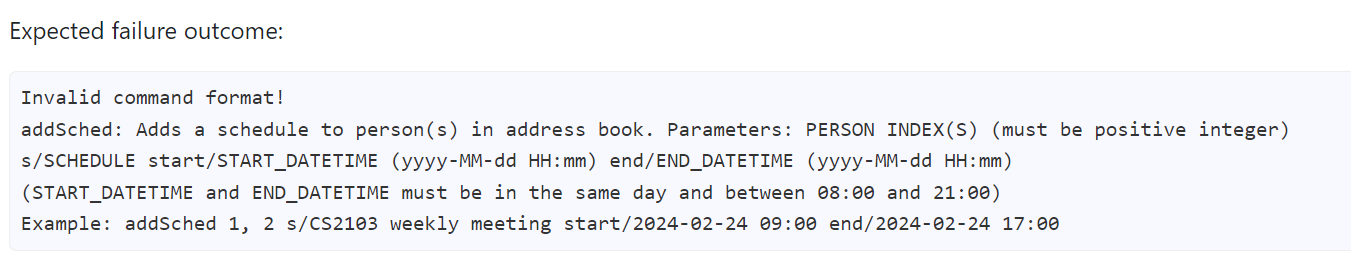 Expected failure outcome:
Invalid command format!
addSched: Adds a schedule to person(s) in address book. Parameters: PERSON INDEX(S) (must be positive integer)
s/SCHEDULE start/START_DATETIME (yyyy-MM-dd HH:mm) end/END_DATETIME (yyyy-MM-dd HH:mm)
(START_DATETIME and END_DATETIME must be in the same day and between 08:00 and 21:00)
Example: addSched 1, 2 s/CS2103 weekly meeting start/2024-02-24 09:00 end/2024-02-24 17:00